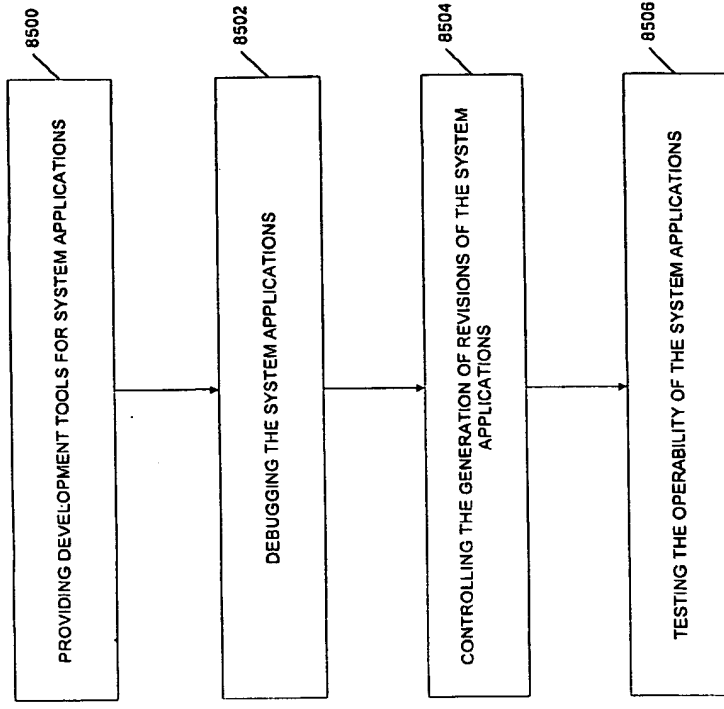 8500
PROVIDING DEVELOPMENT TOOLS FOR SYSTEM APPLICATIONS
8502
DEBUGGING THE SYSTEM APPLICATIONS
8504
CONTROLLING THE GENERATION OF REVISIONS OF THE SYSTEM
APPLICATIONS
8506
TESTING THE OPERABILITY OF THE SYSTEM APPLICATIONS